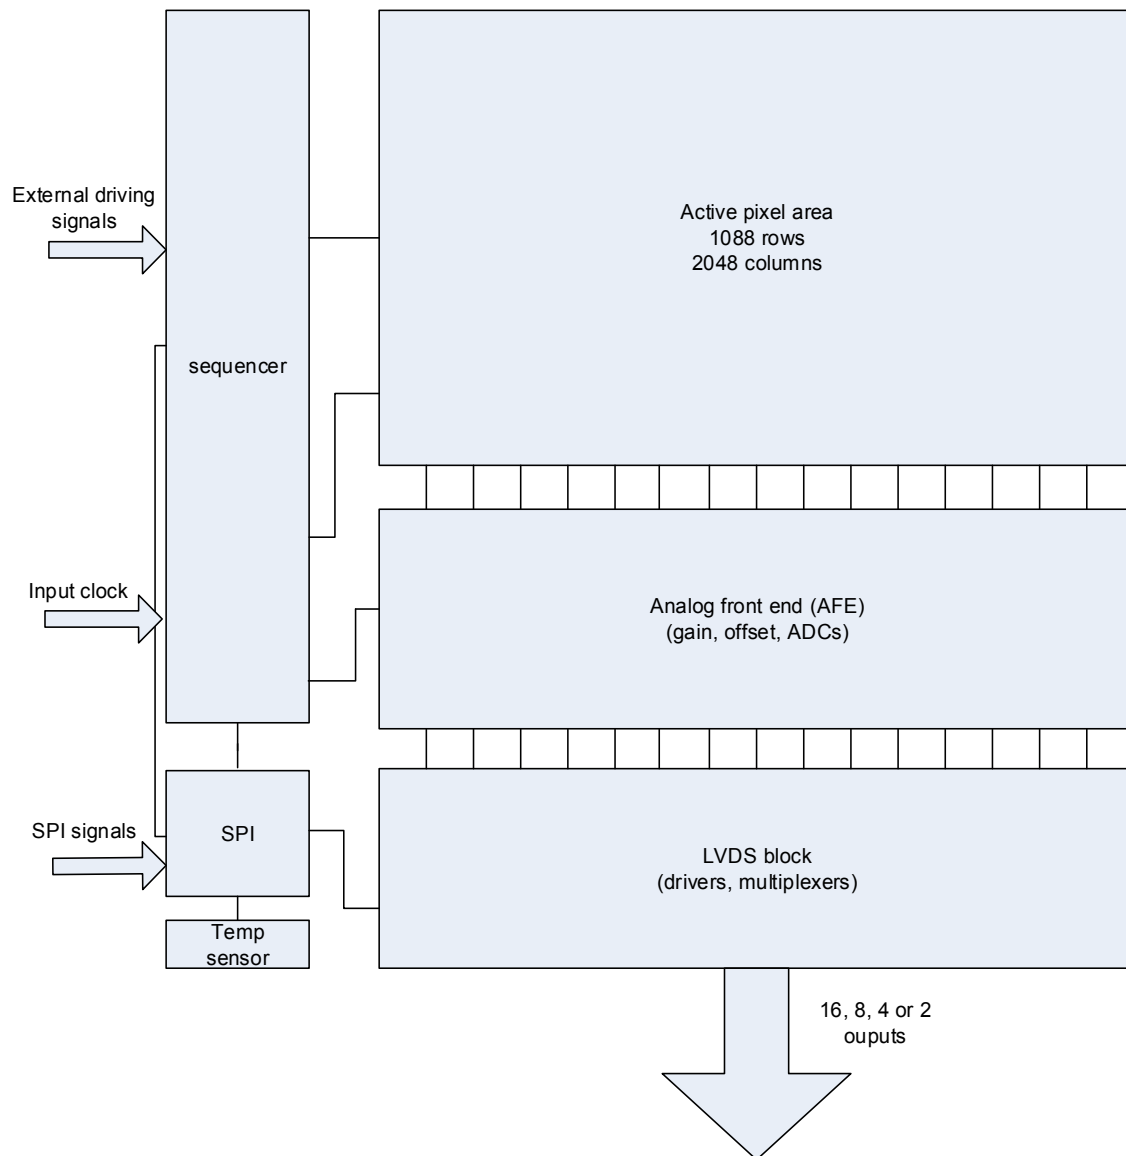 External driving
signals
Active pixel area
1088 rows
2048 columns
sequencer
Input clock
Analog front end (AFE)
(gain, offset, ADCs)
SPI signals
SPI
LVDS block
(drivers, multiplexers)
Temp
sensor
16, 8, 4 or 2
ouputs